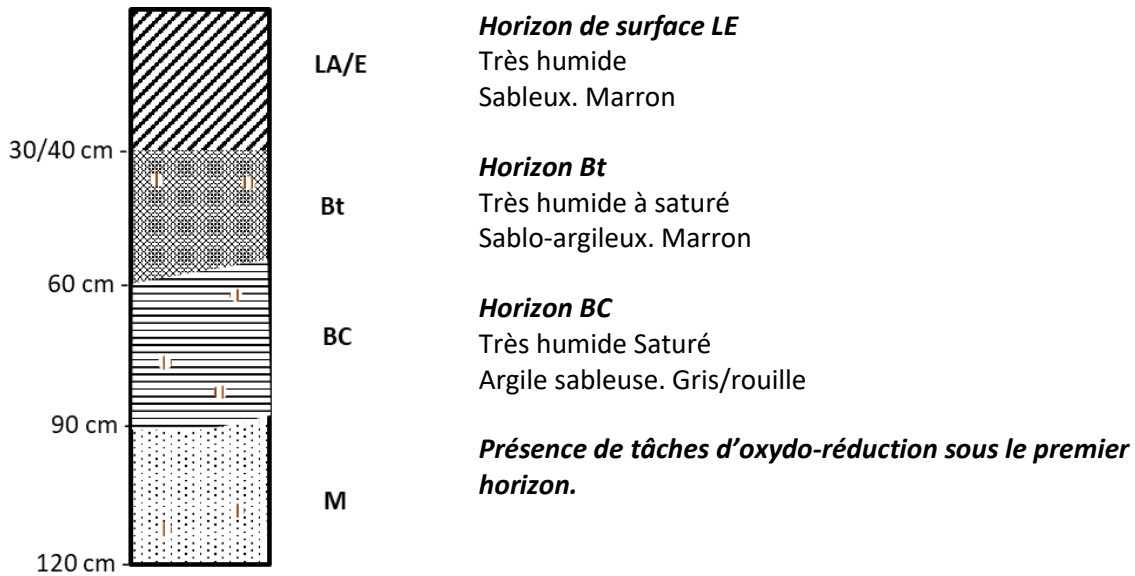 LA/E
30/40 cm
Bt
60 cm
BC
90 cm
M
120 cm
Horizon de surface LE
Très humide
Sableux. Marron
Horizon Bt
Très humide à saturé
Sablo-argileux. Marron
Horizon BC
Très humide Saturé
Argile sableuse. Gris/rouille
Présence de tâches d’oxydo-réduction sous le premier
horizon.